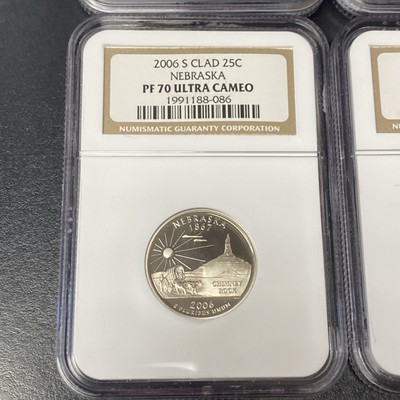 2006 S CLAD 25C
NEBRASKA
PF 70 ULTRA CAMEO
1991188-086
NUMISMATIC GUARANTY CORPORATION
NEBRASKA
1867
CHIMNEY
ROCK
2006
E PLURIBUS UNUM